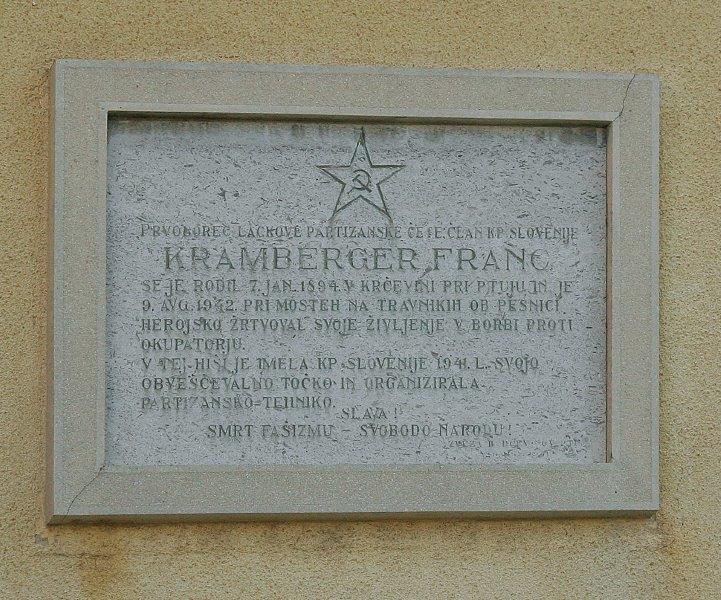 PRVOBOREC LACKOVE PARTIZANSKE ČETE ČLAN KP SLOVENIJE
KRAMBERGER FRANC
SE JE RODIL 7. JAN. 1894. V KRČEVINI PRI PTUJU IN JE
9. AVG. 1942. PRI MOSTEH NA TRAVNIKIH OB PESNICI
HEROJSKO ŽRTVOVAL SVOJE ŽIVLJENJE V BORBI PROTI
OKUPATORJU.
V TEJ HIŠI JE IMELA KP SLOVENIJE 1941. L. SVOJO
OBVEŠČEVALNO TOČKO IN ORGANIZIRALA
PARTIZANSKO-TEHNIKO.
SLAVA!
SMRT FAŠIZMU - SVOBODO NARODU!